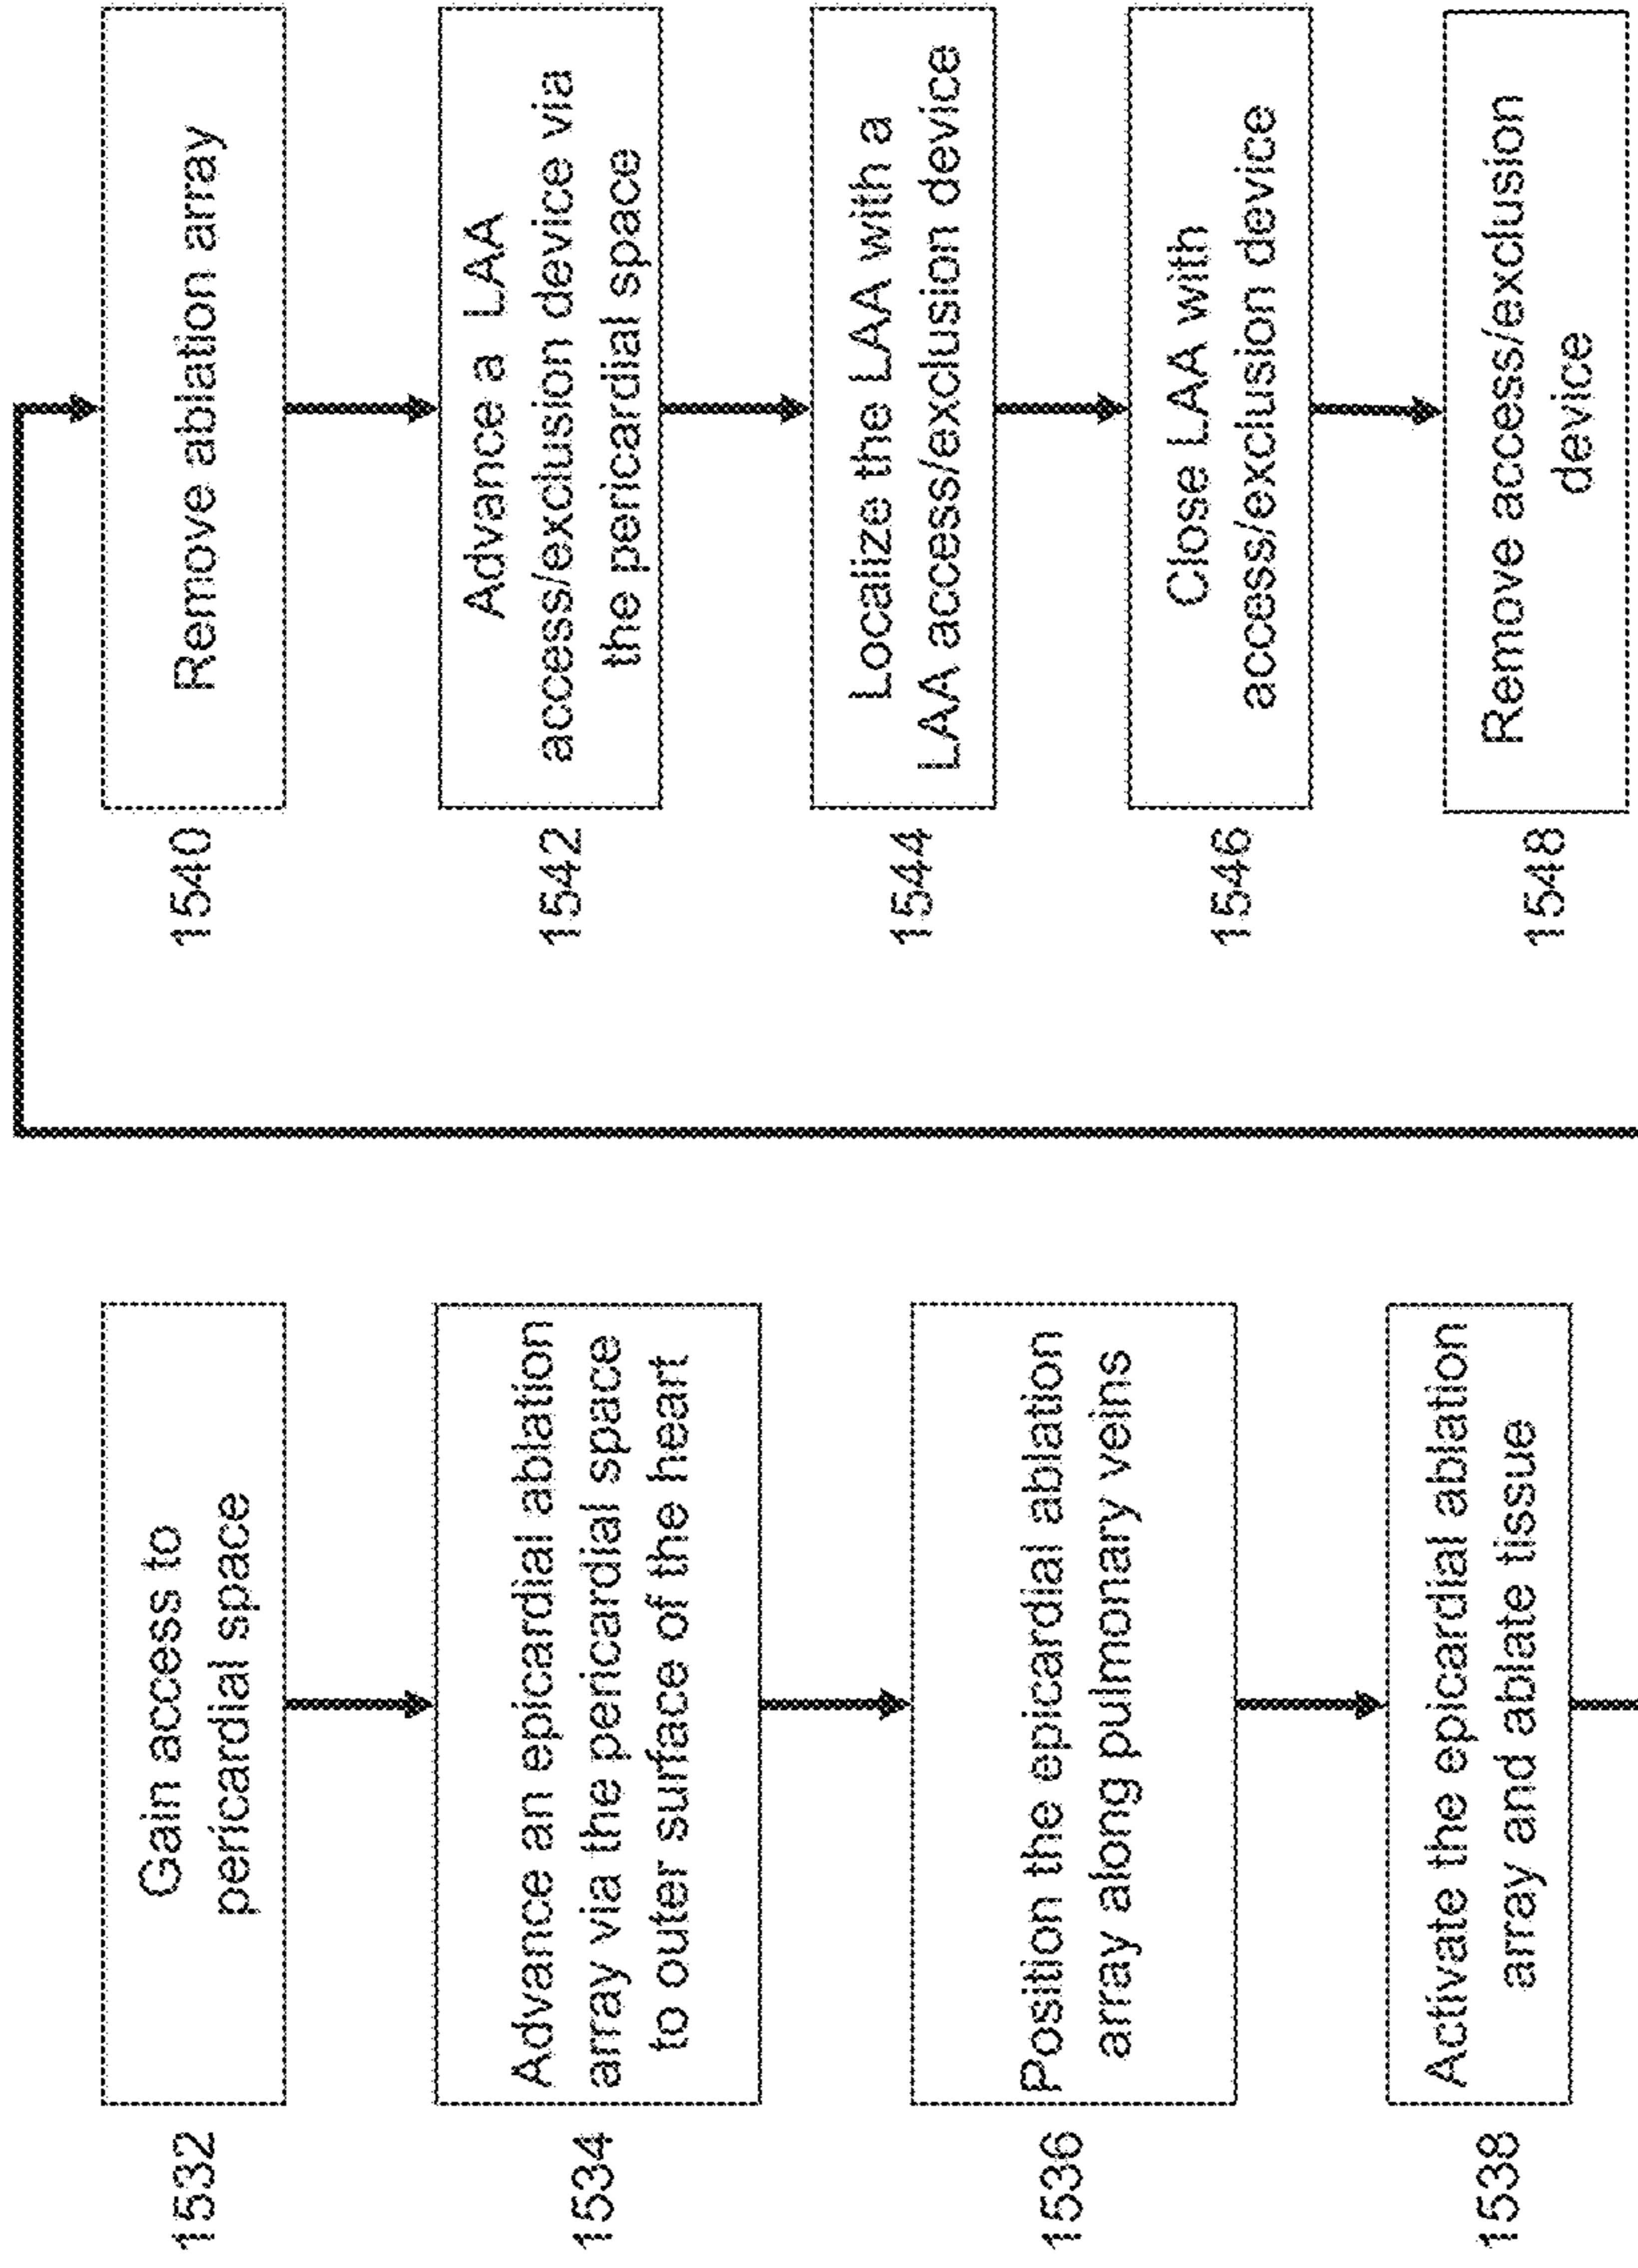 1532
Gain access to
pericardial space
1534
Advance an epicardial ablation
array via the pericardial space
to outer surface of the heart
1536
Position the epicardial ablation
array along pulmonary veins
1538
Activate the epicardial ablation
array and ablate tissue
1540
Remove ablation array
1542
Advance a LAA
access/exclusion device via
the pericardial space
1544
Localize the LAA with a
LAA access/exclusion device
1546
Close LAA with
access/exclusion device
1548
Remove access/exclusion
device